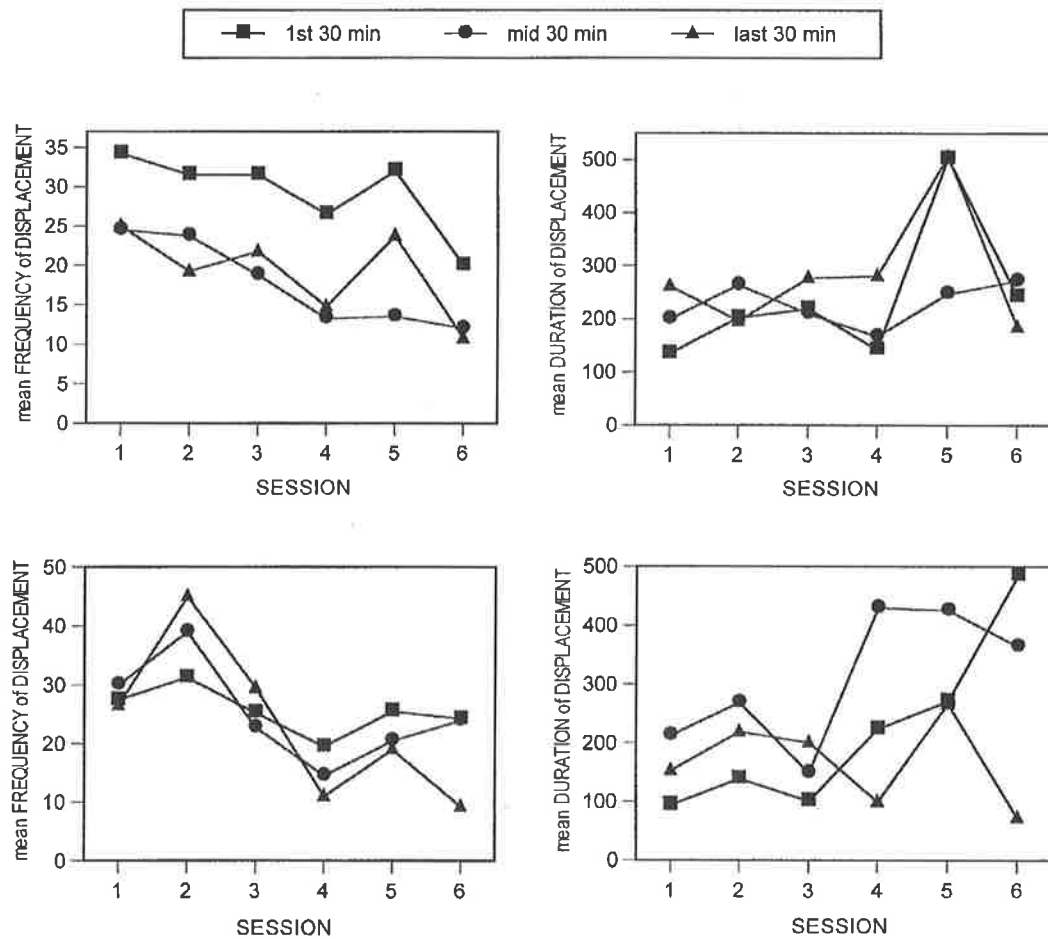 1st 30 min mid 30 min last 30 min
mean FREQUENCY of DISPLACEMENT
35
30
25
20
15
10
5
0
1 2 3 4 5 6
SESSION
mean DURATION of DISPLACEMENT
500
400
300
200
100
0
1 2 3 4 5 6
SESSION
mean FREQUENCY of DISPLACEMENT
50
40
30
20
10
0
1 2 3 4 5 6
SESSION
mean DURATION of DISPLACEMENT
500
400
300
200
100
0
1 2 3 4 5 6
SESSION